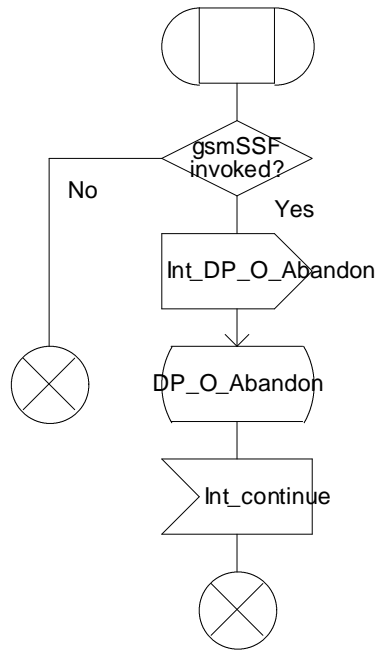 gsmSSF
invoked?
No
Yes
Int_DP_O_Abandon
DP_O_Abandon
Int_continue